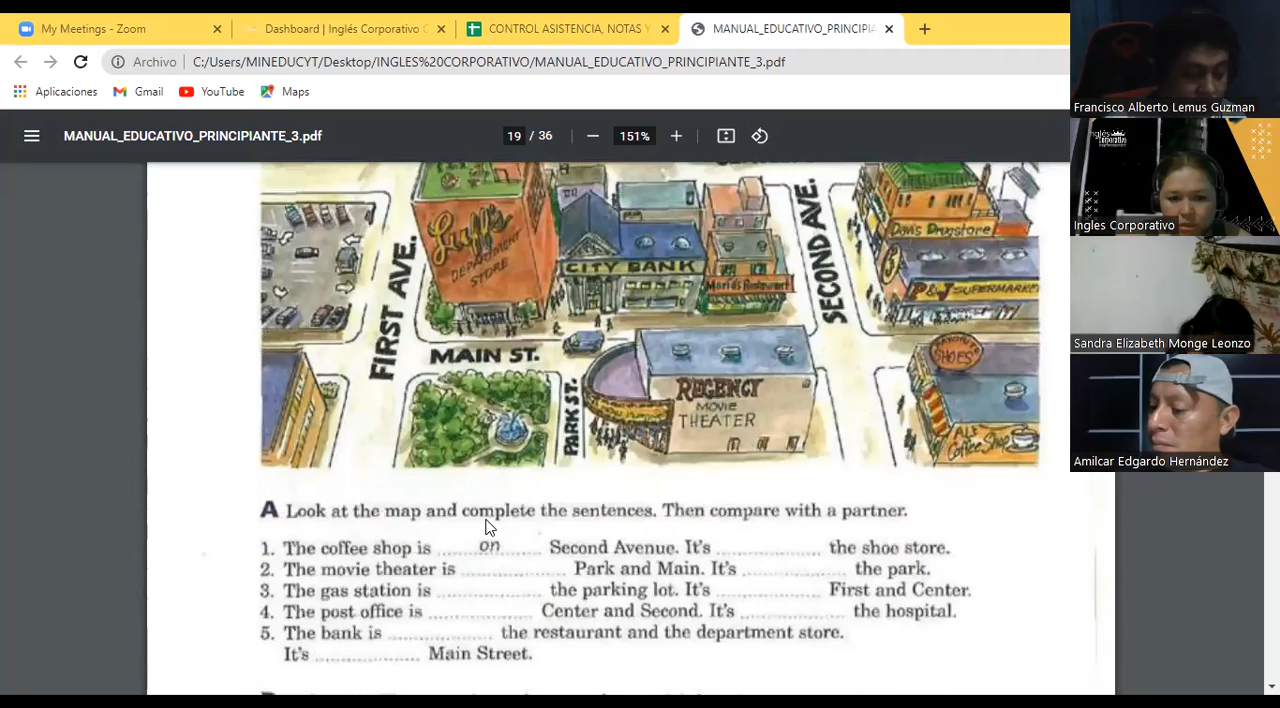 My Meetings - Zoom
Dashboard | Inglés Corporativo C
CONTROL ASISTENCIA, NOTAS Y
MANUAL_EDUCATIVO_PRINCIPIA
Archivo
C:/Users/MINEDUCYT/Desktop/INGLES%20CORPORATIVO/MANUAL_EDUCATIVO_PRINCIPIANTE_3.pdf
Aplicaciones
Gmail
YouTube
Maps
MANUAL_EDUCATIVO_PRINCIPIANTE_3.pdf
19 / 36
151%
Francisco Alberto Lemus Guzman
Inglés
Corporativo
Ingles Corporativo
Sandra Elizabeth Monge Leonzo
Amilcar Edgardo Hernández
DEPARTMENT
STORE
CITY BANK
Maria's Restaurant
Davis Drugstore
P&J SUPERMARKET
FIRST AVE.
SECOND AVE.
MAIN ST.
PARK ST.
REGENCY
MOVIE
THEATER
SHOES
AL'S
Coffee Shop
A Look at the map and complete the sentences. Then compare with a partner.
1. The coffee shop is ...... on ...... Second Avenue. It's .................... the shoe store.
2. The movie theater is .................... Park and Main. It's .................... the park.
3. The gas station is .................... the parking lot. It's .................... First and Center.
4. The post office is .................... Center and Second. It's .................... the hospital.
5. The bank is .................... the restaurant and the department store.
It's .................... Main Street.